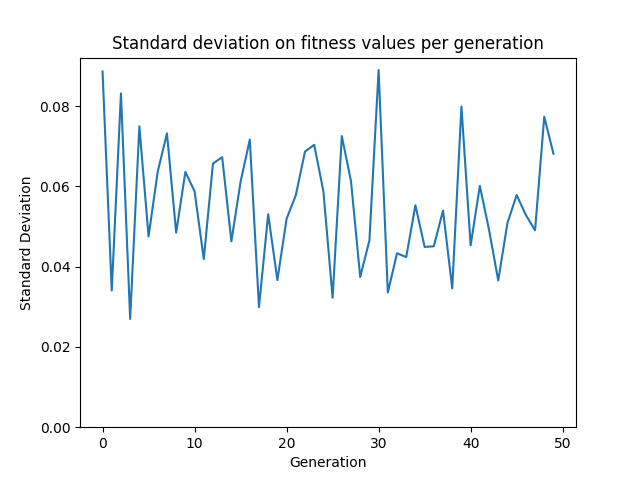 Standard deviation on fitness values per generation
Standard Deviation
0.08
0.06
0.04
0.02
0.00
0 10 20 30 40 50
Generation